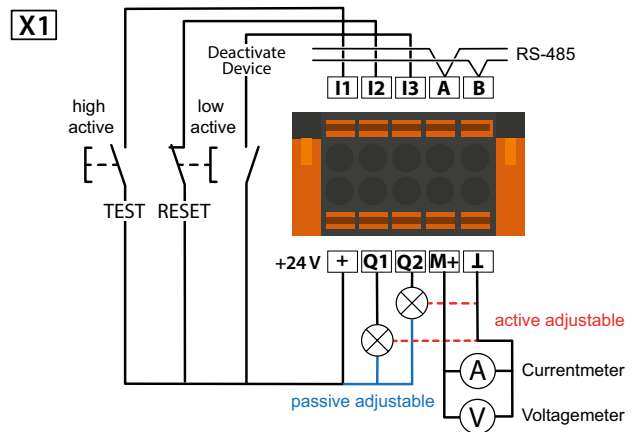 X1
Deactivate
Device
RS-485
I1 I2 I3 A B
high
active
low
active
TEST RESET
+24 V + Q1 Q2 M+ ⊥
active adjustable
passive adjustable
A Currentmeter
V Voltagemeter